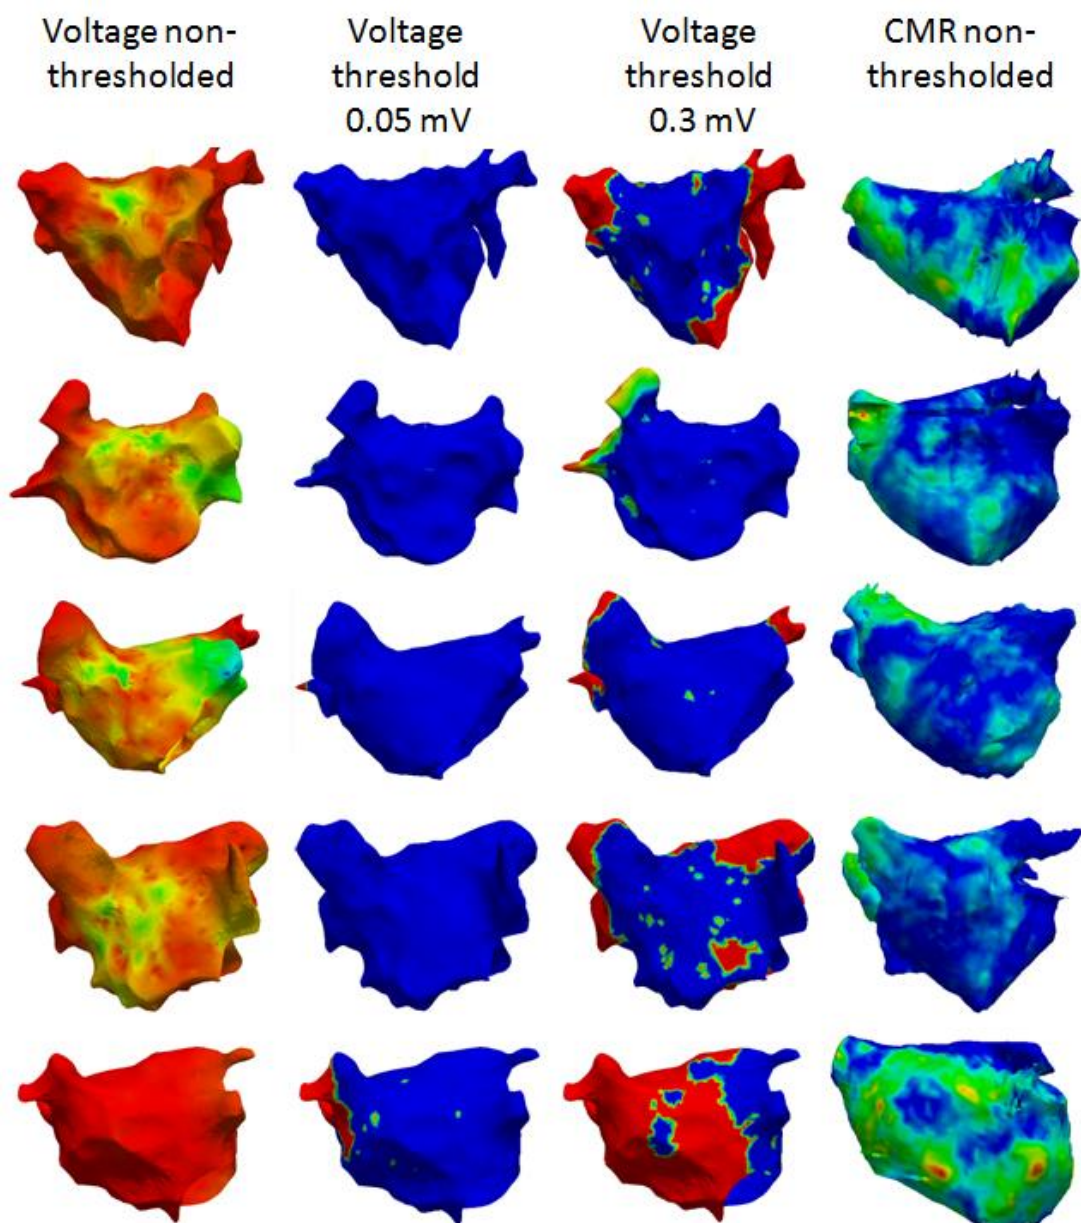 Voltage non-
thresholded
Voltage
threshold
0.05 mV
Voltage
threshold
0.3 mV
CMR non-
thresholded